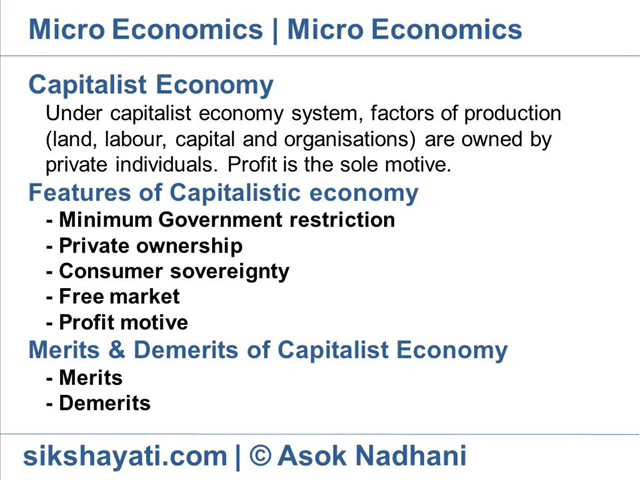 Micro Economics | Micro Economics
Capitalist Economy
Under capitalist economy system, factors of production
(land, labour, capital and organisations) are owned by
private individuals. Profit is the sole motive.
Features of Capitalistic economy
- Minimum Government restriction
- Private ownership
- Consumer sovereignty
- Free market
- Profit motive
Merits & Demerits of Capitalist Economy
- Merits
- Demerits
sikshayati.com | © Asok Nadhani